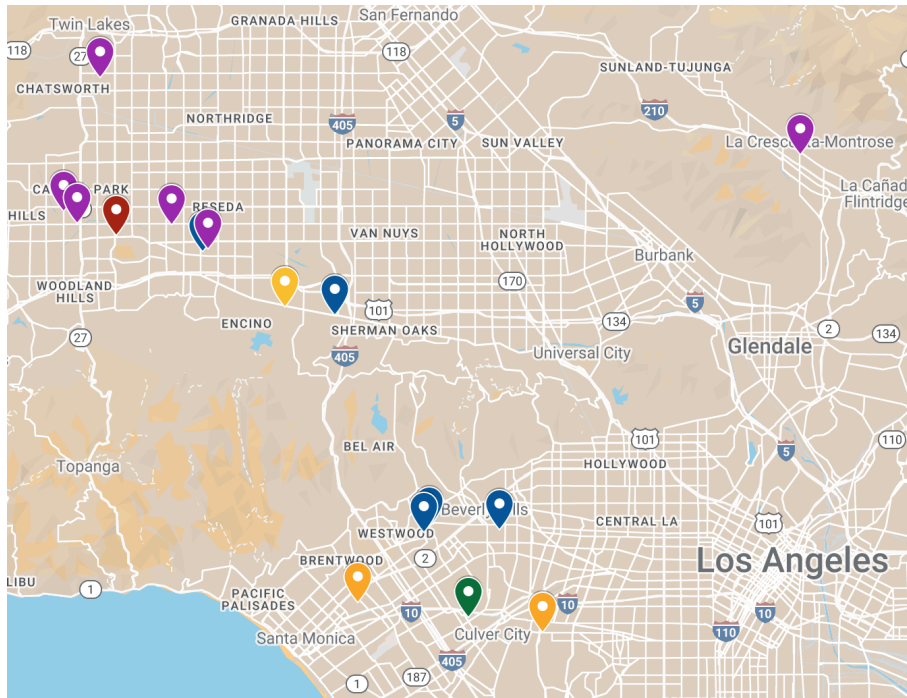 San Fernando
Twin Lakes
GRANADA HILLS
118
27
118
SUNLAND-TUJUNGA
CHATSWORTH
210
NORTHRIDGE
405
5
PANORAMA CITY
SUN VALLEY
La Cresc
a-Montrose
CA
PARK
La Cañad
Flintridge
HILLS
RESEDA
VAN NUYS
NORTH
HOLLYWOOD
Burbank
WOODLAND
HILLS
170
101
5
ENCINO
SHERMAN OAKS
134
2
134
27
405
Universal City
Glendale
BEL AIR
101
110
HOLLYWOOD
5
Topanga
Beverly
lls
WESTWOOD
CENTRAL LA
101
BRENTWOOD
2
Los Angeles
LIBU
1
PACIFIC
PALISADES
10
10
10
Santa Monica
Culver City
110
405
187
1